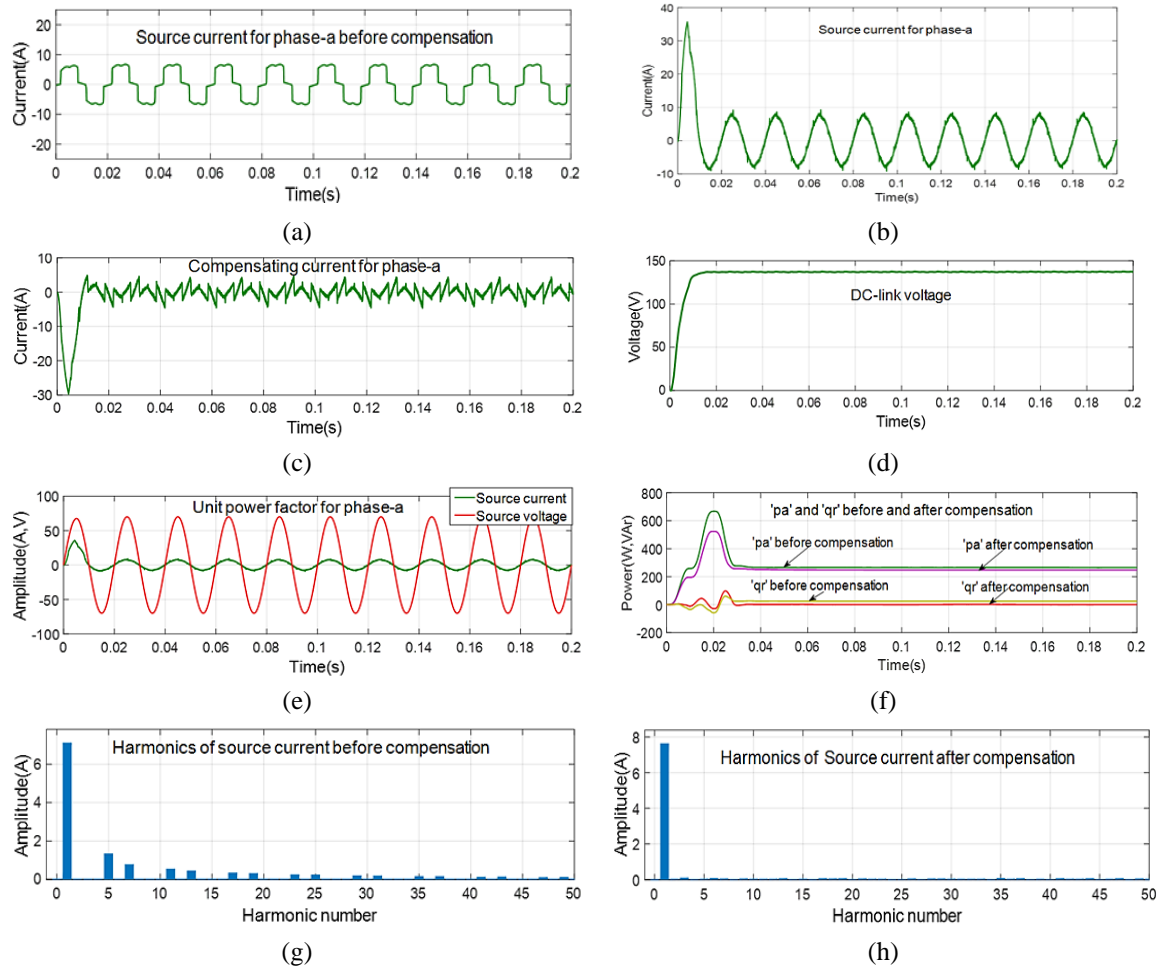 Source current for phase-a before compensation
Current(A)
20
10
0
-10
-20
0 0.02 0.04 0.06 0.08 0.1 0.12 0.14 0.16 0.18 0.2
Time(s)
(a)
Source current for phase-a
Current(A)
40
30
20
10
0
-10
0 0.02 0.04 0.06 0.08 0.1 0.12 0.14 0.16 0.18 0.2
Time(s)
(b)
Compensating current for phase-a
Current(A)
10
0
-10
-20
-30
0 0.02 0.04 0.06 0.08 0.1 0.12 0.14 0.16 0.18 0.2
Time(s)
(c)
DC-link voltage
Voltage(V)
150
100
50
0
0 0.02 0.04 0.06 0.08 0.1 0.12 0.14 0.16 0.18 0.2
Time(s)
(d)
Unit power factor for phase-a
Source current
Source voltage
Amplitude(A,V)
100
50
0
-50
-100
0 0.02 0.04 0.06 0.08 0.1 0.12 0.14 0.16 0.18 0.2
Time(s)
(e)
'pa' and 'qr' before and after compensation
'pa' before compensation
'pa' after compensation
'qr' before compensation
'qr' after compensation
Power(W,VAr)
800
600
400
200
0
-200
0 0.02 0.04 0.06 0.08 0.1 0.12 0.14 0.16 0.18 0.2
Time(s)
(f)
Harmonics of source current before compensation
Amplitude(A)
6
4
2
0
0 5 10 15 20 25 30 35 40 45 50
Harmonic number
(g)
Harmonics of Source current after compensation
Amplitude(A)
8
6
4
2
0
0 5 10 15 20 25 30 35 40 45 50
Harmonic number
(h)